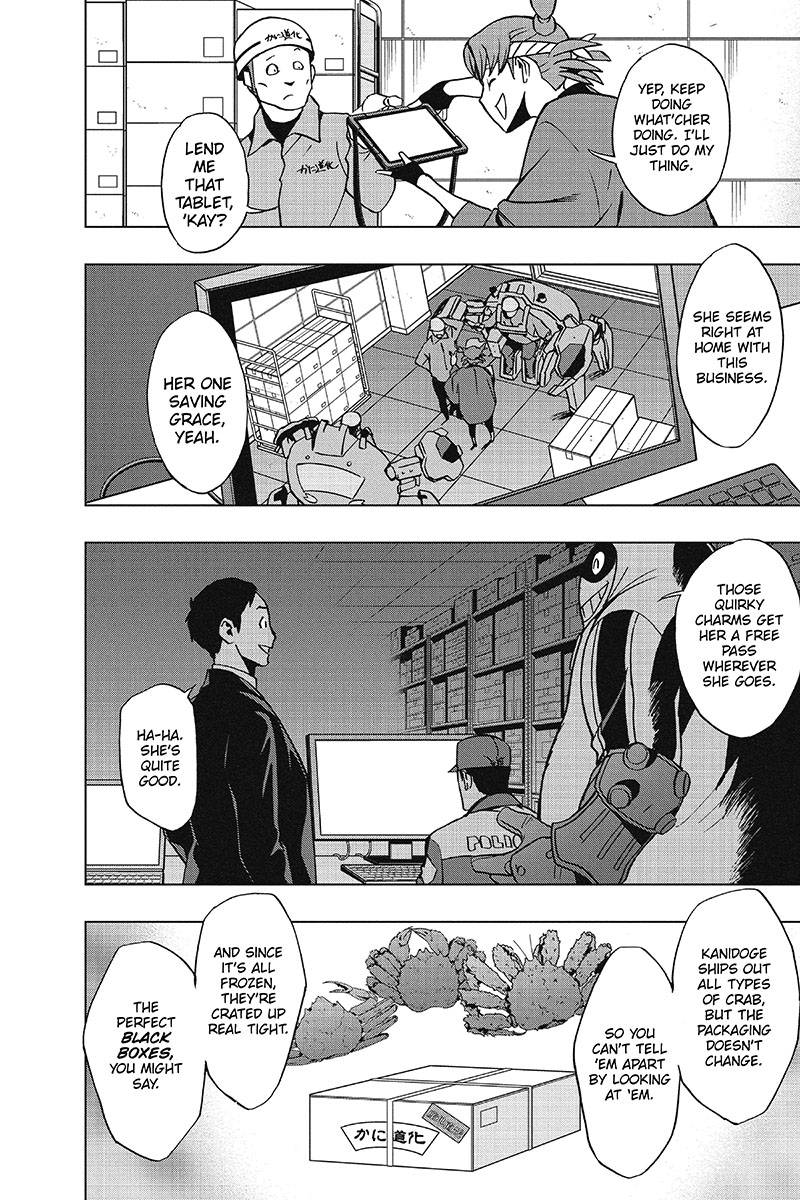 かに道化
YEP, KEEP
DOING
WHAT'CHER
DOING. I'LL
JUST DO MY
THING.
LEND
ME
THAT
TABLET,
'KAY?
かに道化
SHE SEEMS
RIGHT AT
HOME WITH
THIS
BUSINESS.
HER ONE
SAVING
GRACE,
YEAH.
THOSE
QUIRKY
CHARMS GET
HER A FREE
PASS
WHEREVER
SHE GOES.
HA-HA.
SHE'S
QUITE
GOOD.
POLIC
KANIDOGE
SHIPS OUT
ALL TYPES
OF CRAB,
BUT THE
PACKAGING
DOESN'T
CHANGE.
SO YOU
CAN'T TELL
'EM APART
BY LOOKING
AT 'EM.
AND SINCE
IT'S ALL
FROZEN,
THEY'RE
CRATED UP
REAL TIGHT.
THE
PERFECT
BLACK
BOXES,
YOU MIGHT
SAY.
かに道化